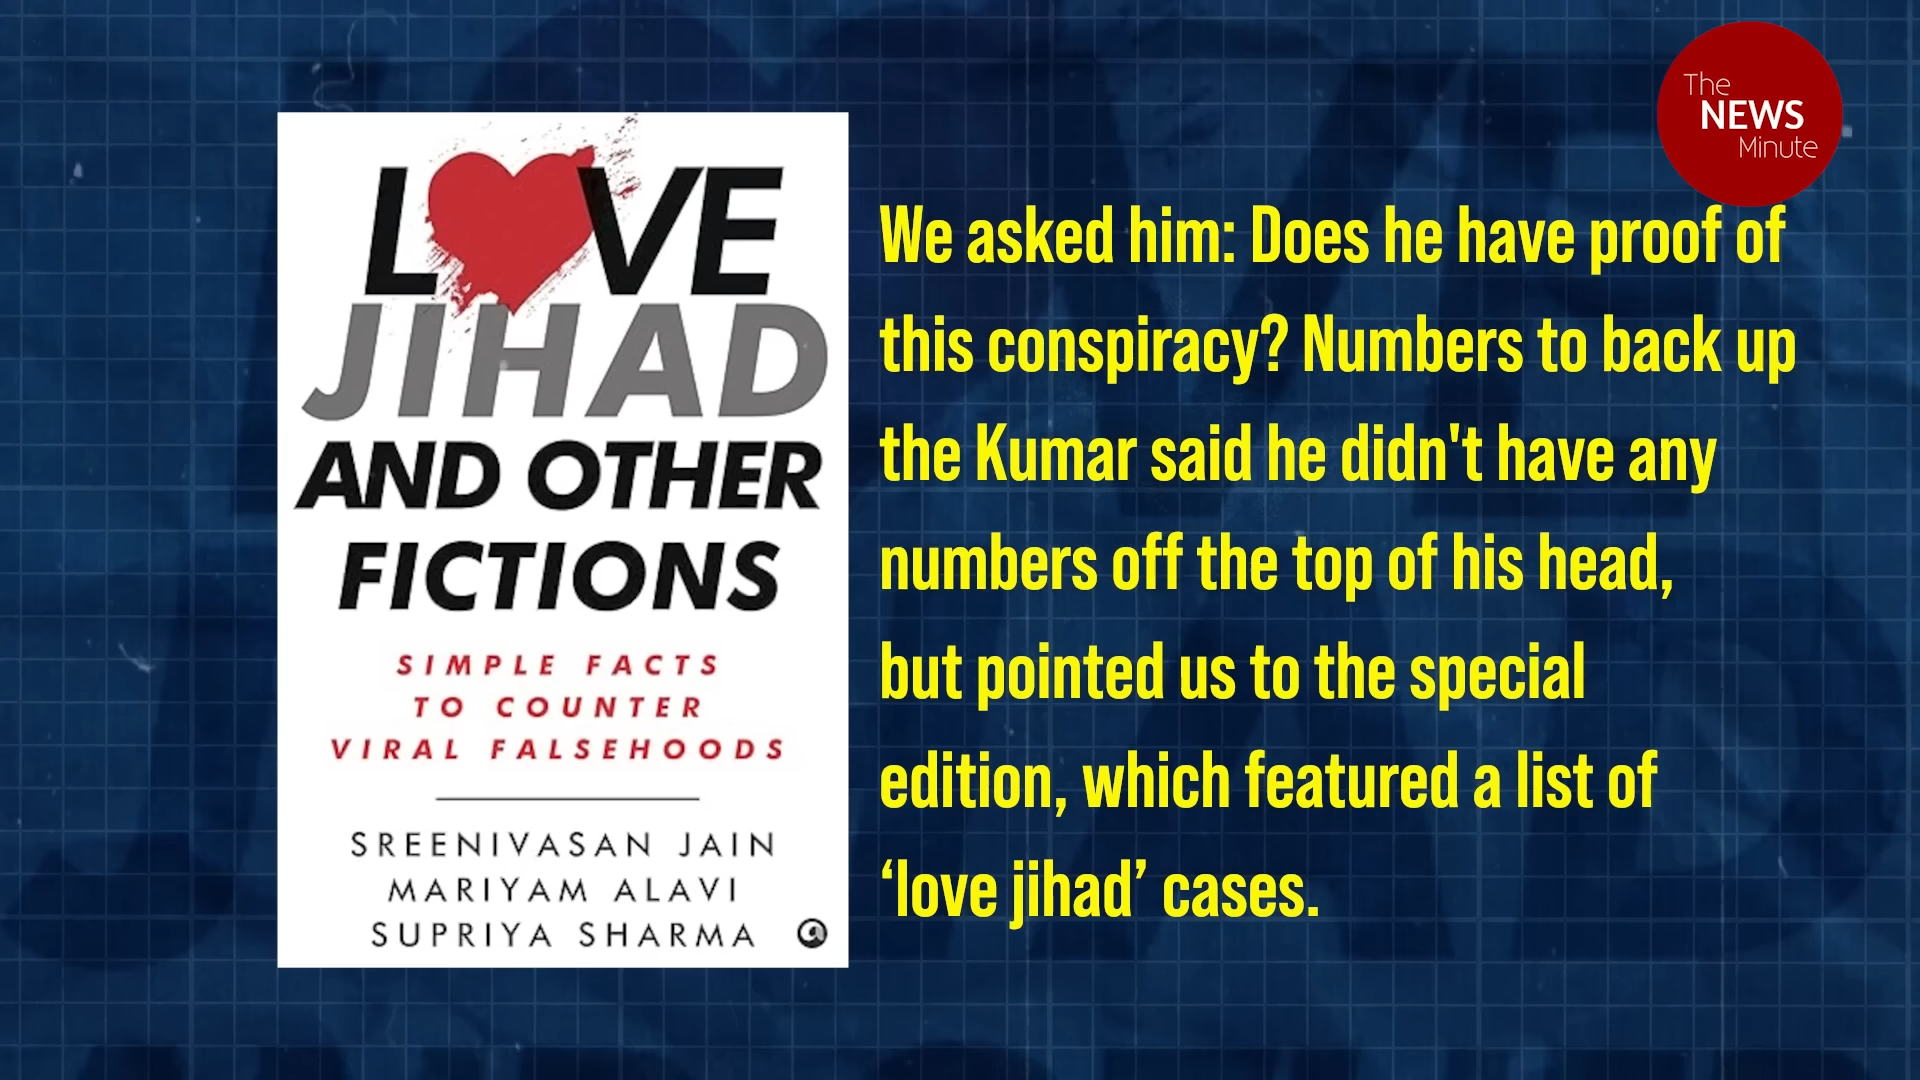 The
NEWS
Minute
LOVE
JIHAD
AND OTHER
FICTIONS
SIMPLE FACTS
TO COUNTER
VIRAL FALSEHOODS
SREENIVASAN JAIN
MARIYAM ALAVI
SUPRIYA SHARMA
We asked him: Does he have proof of
this conspiracy? Numbers to back up
the Kumar said he didn't have any
numbers off the top of his head,
but pointed us to the special
edition, which featured a list of
‘love jihad’ cases.